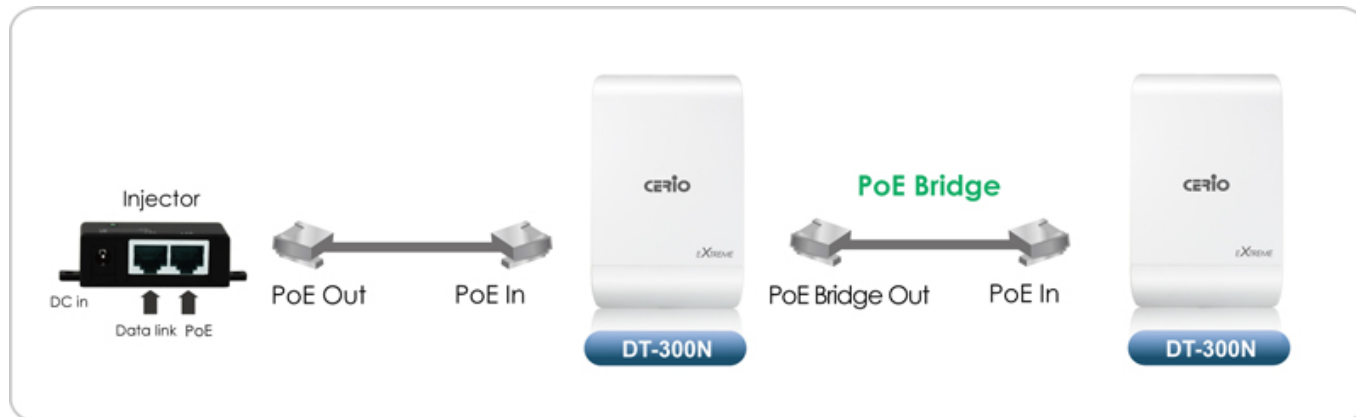 Injector
DC in
Data link PoE
PoE Out
PoE In
CERIO
eXTREME
DT-300N
PoE Bridge
PoE Bridge Out
PoE In
CERIO
eXTREME
DT-300N